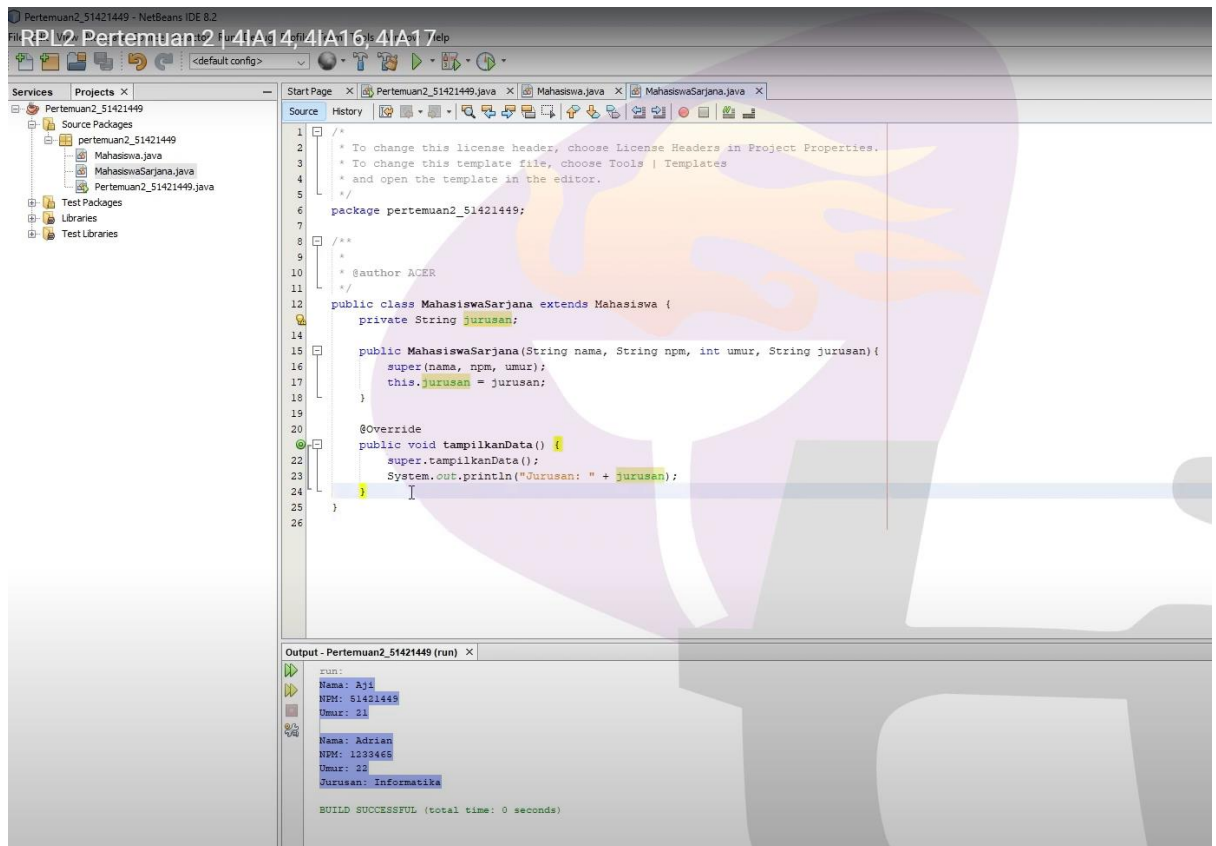 Pertemuan2_51421449 - NetBeans IDE 8.2
RPL2 Pertemuan 2 | 4IA14, 4IA16, 4IA17
Help
<default config>
Services Projects
Start Page Pertemuan2_51421449.java Mahasiswa.java MahasiswaSarjana.java
Pertemuan2_51421449
Source Packages
pertemuan2_51421449
Mahasiswa.java
MahasiswaSarjana.java
Pertemuan2_51421449.java
Test Packages
Libraries
Test Libraries
Source History
1 /*
2 * To change this license header, choose License Headers in Project Properties.
3 * To change this template file, choose Tools | Templates
4 * and open the template in the editor.
5 */
6 package pertemuan2_51421449;
7
8 /**
9 *
10 * @author ACER
11 */
12 public class MahasiswaSarjana extends Mahasiswa {
private String jurusan;
14
15 public MahasiswaSarjana(String nama, String npm, int umur, String jurusan){
16 super(nama, npm, umur);
17 this.jurusan = jurusan;
18 }
19
20 @Override
public void tampilkanData() {
22 super.tampilkanData();
23 System.out.println("Jurusan: " + jurusan);
24 }
25 }
26
Output - Pertemuan2_51421449 (run)
run:
Nama: Aji
NPM: 51421449
Umur: 21
Nama: Adrian
NPM: 1233465
Umur: 22
Jurusan: Informatika
BUILD SUCCESSFUL (total time: 0 seconds)